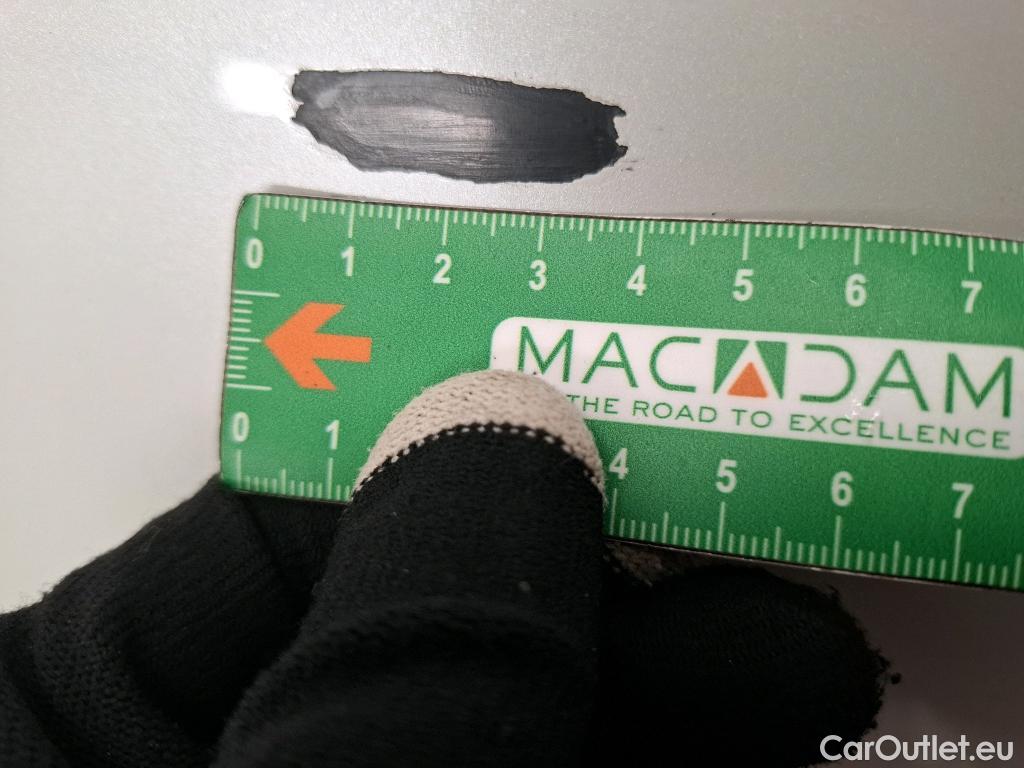 0 1 2 3 4 5 6 7
MACADAM
THE ROAD TO EXCELLENCE
0 1 4 5 6 7
CarOutlet.eu